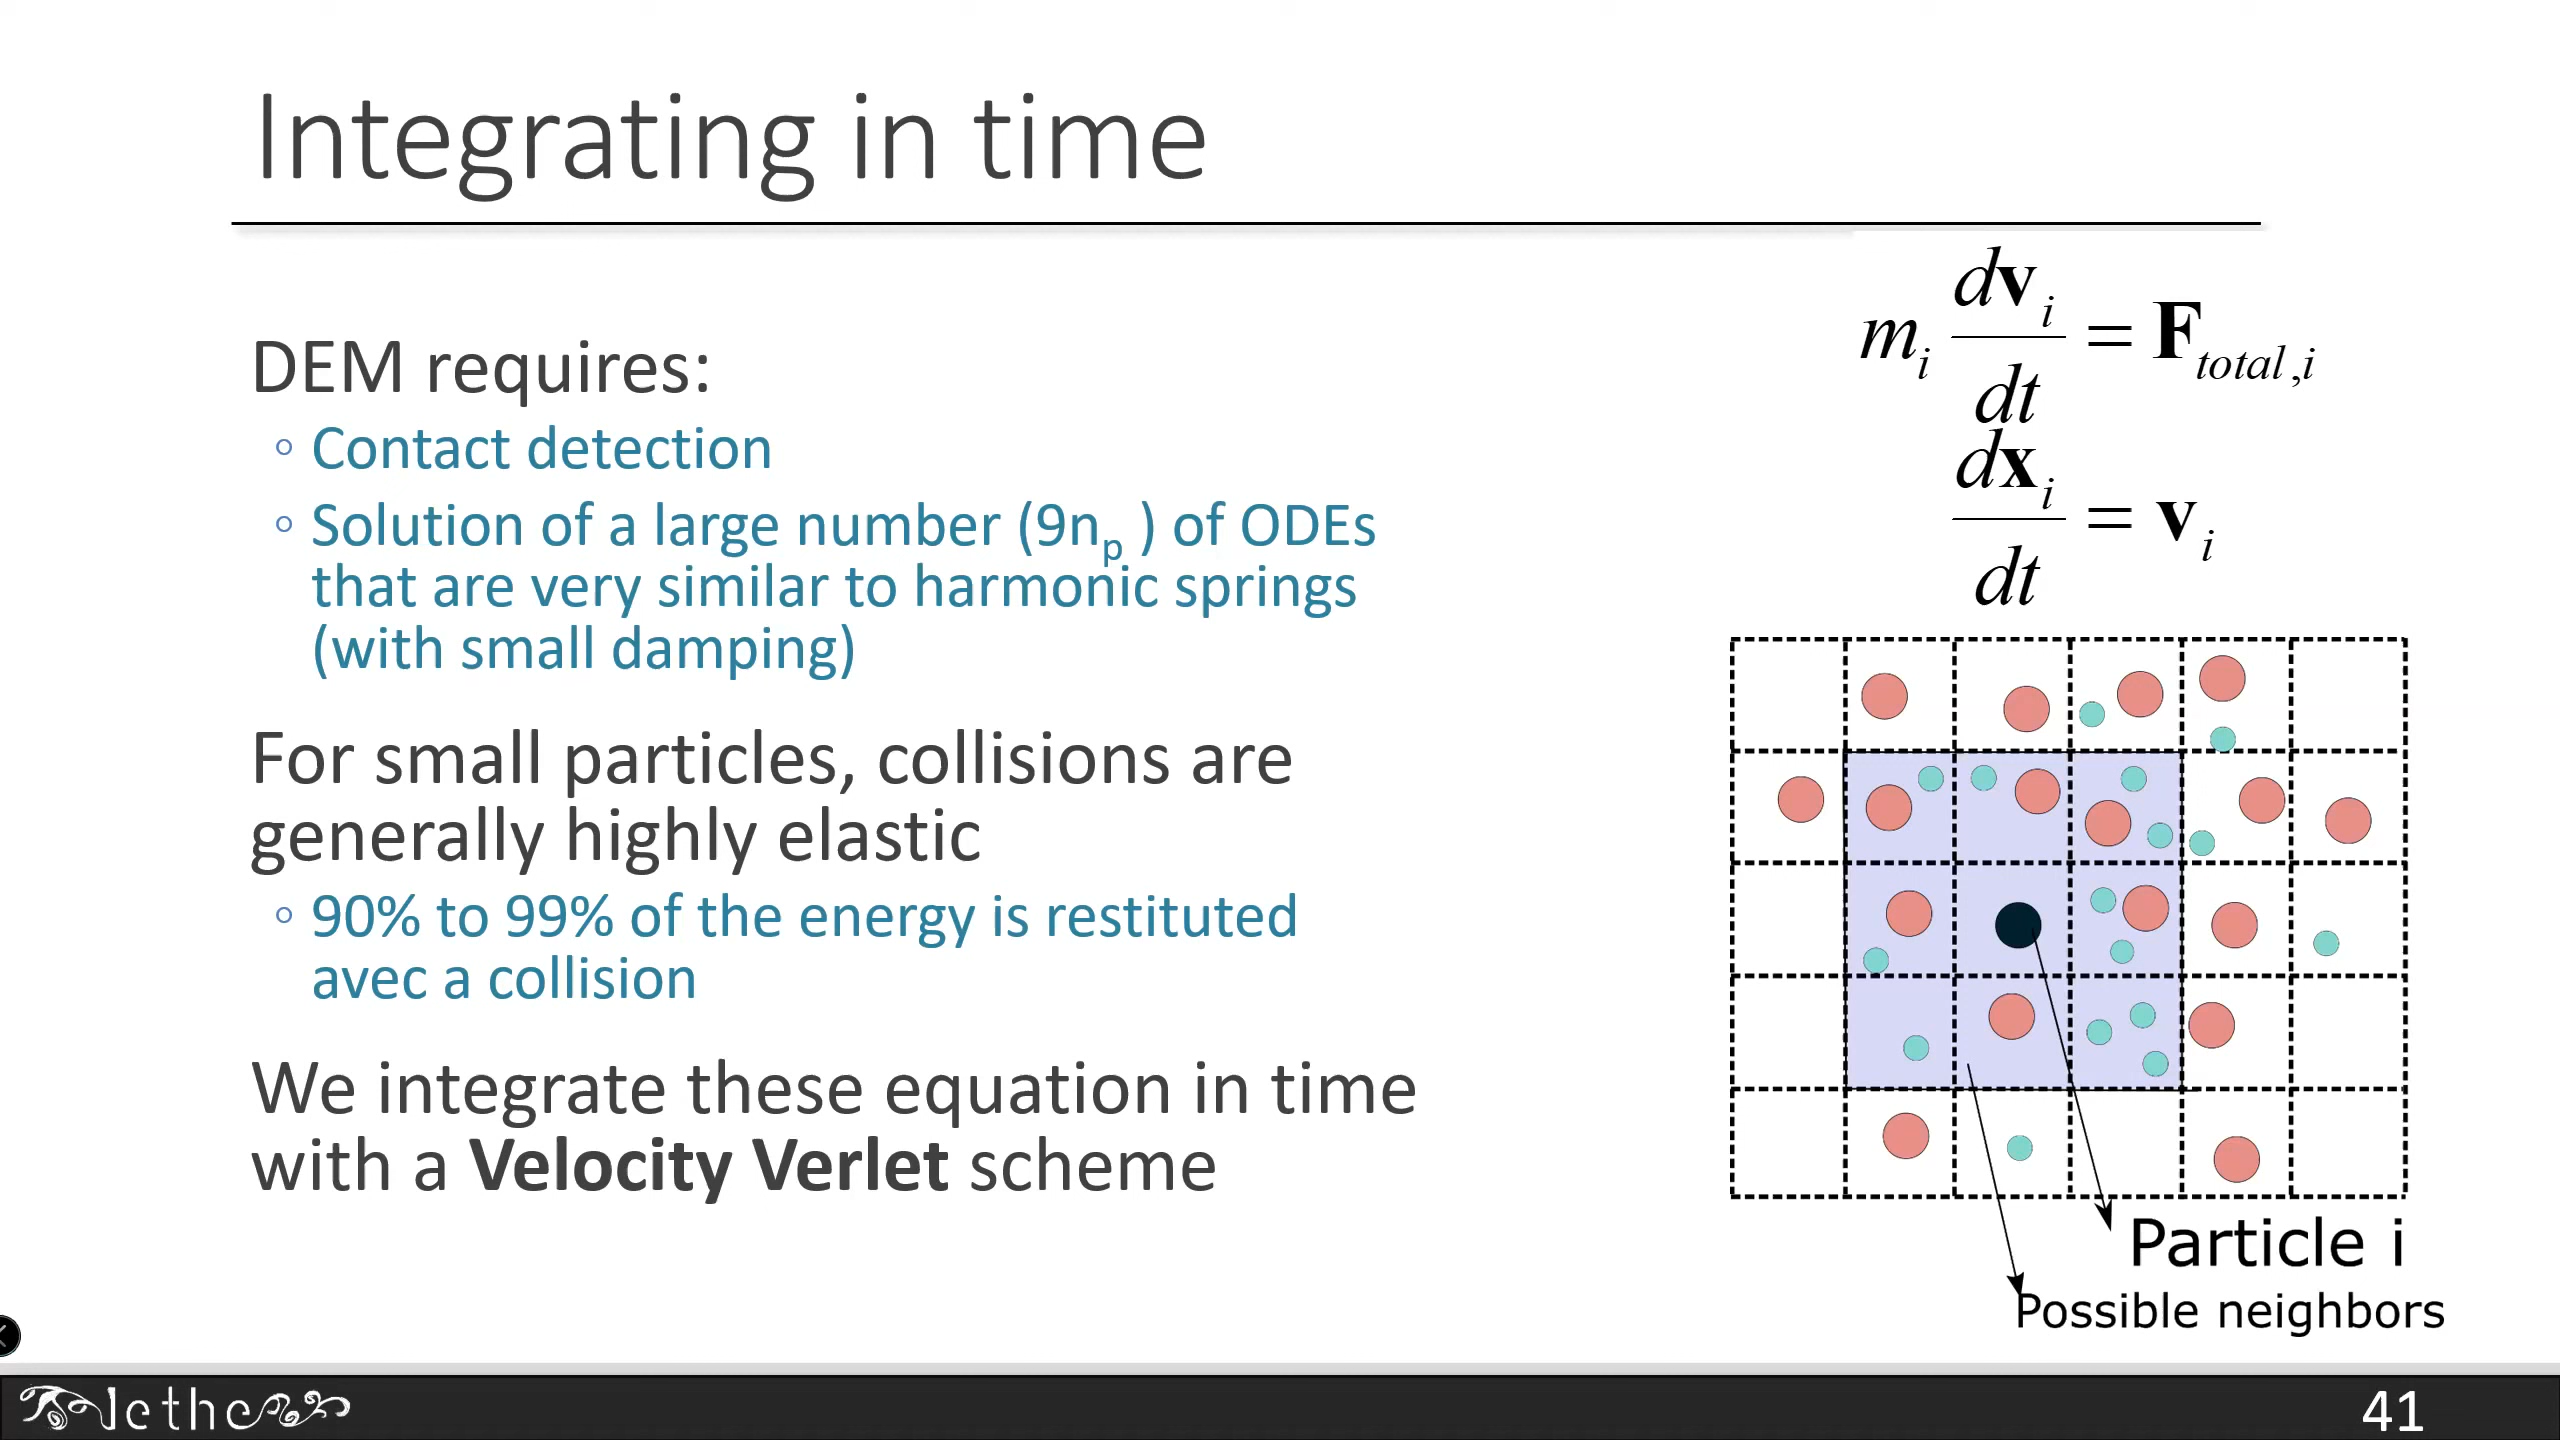 Integrating in time
DEM requires:
◦ Contact detection
◦ Solution of a large number (9nₚ ) of ODEs
that are very similar to harmonic springs
(with small damping)
For small particles, collisions are
generally highly elastic
◦ 90% to 99% of the energy is restituted
avec a collision
We integrate these equation in time
with a Velocity Verlet scheme
m_i dv_i/dt = F_total,i
dx_i/dt = v_i
Particle i
Possible neighbors
lethe
41